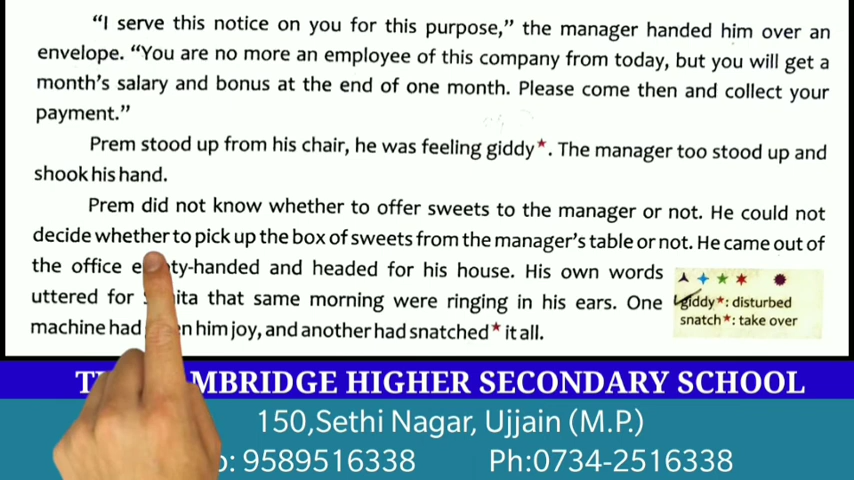 “I serve this notice on you for this purpose,” the manager handed him over an
envelope. “You are no more an employee of this company from today, but you will get a
month’s salary and bonus at the end of one month. Please come then and collect your
payment.”
Prem stood up from his chair, he was feeling giddy*. The manager too stood up and
shook his hand.
Prem did not know whether to offer sweets to the manager or not. He could not
decide whether to pick up the box of sweets from the manager’s table or not. He came out of
the office e ty-handed and headed for his house. His own words
uttered for ita that same morning were ringing in his ears. One
machine had n him joy, and another had snatched* it all.
giddy*: disturbed
snatch*: take over
T MBRIDGE HIGHER SECONDARY SCHOOL
150,Sethi Nagar, Ujjain (M.P.)
o: 9589516338 Ph:0734-2516338